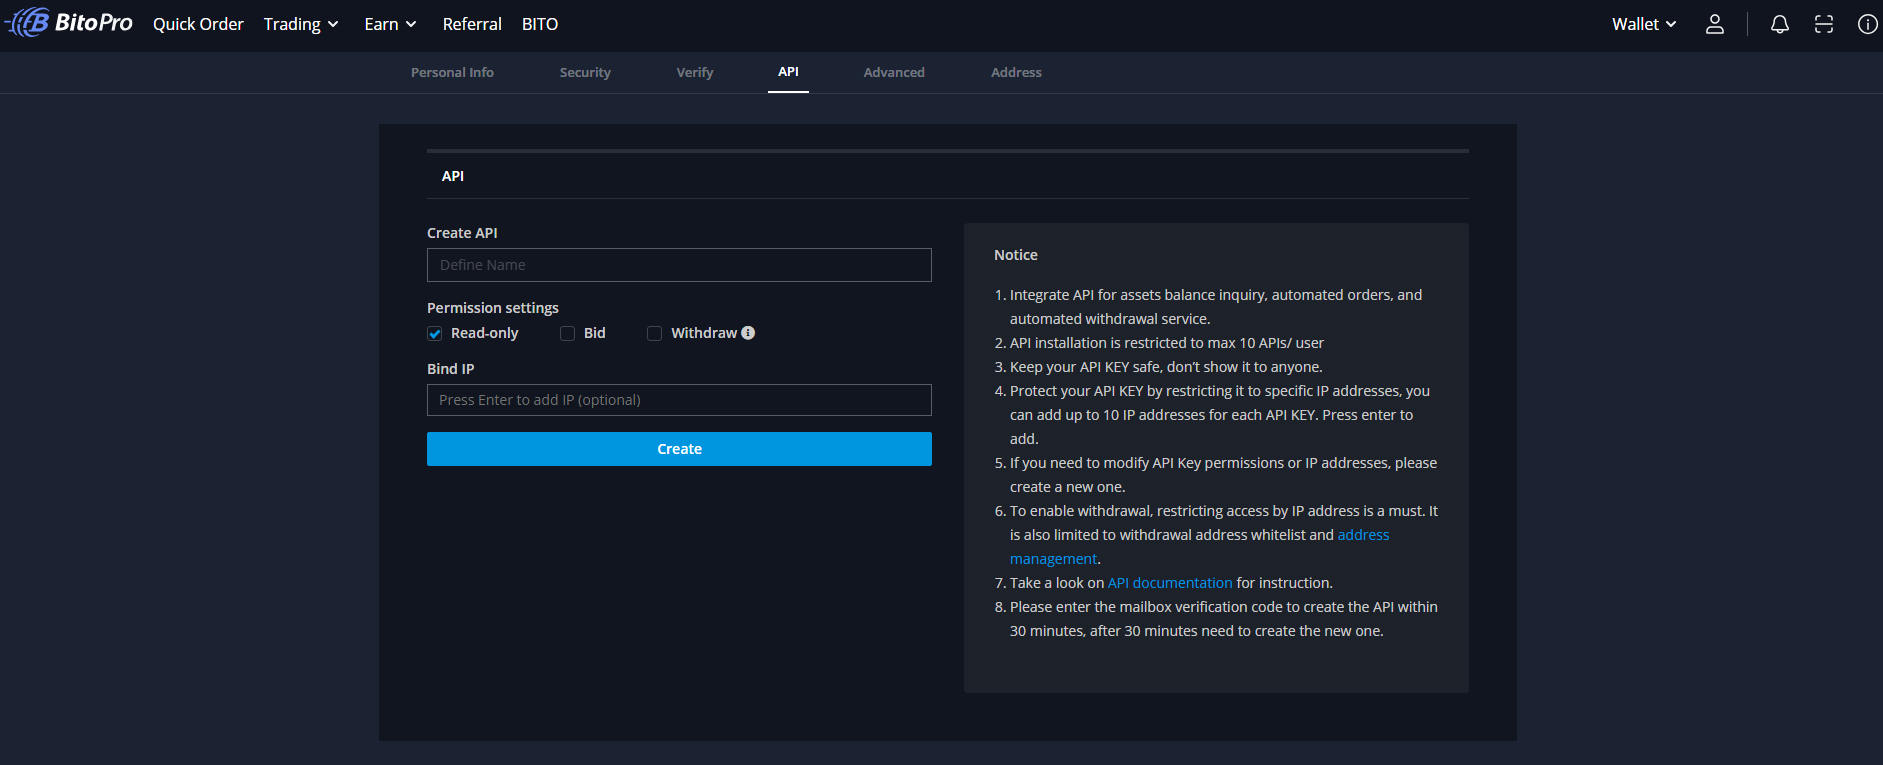 BitoPro Quick Order Trading Earn Referral BITO Wallet
Personal Info Security Verify API Advanced Address
API
Create API
Define Name
Permission settings
Read-only Bid Withdraw
Bind IP
Press Enter to add IP (optional)
Create
Notice
1. Integrate API for assets balance inquiry, automated orders, and
automated withdrawal service.
2. API installation is restricted to max 10 APIs/ user
3. Keep your API KEY safe, don’t show it to anyone.
4. Protect your API KEY by restricting it to specific IP addresses, you
can add up to 10 IP addresses for each API KEY. Press enter to
add.
5. If you need to modify API Key permissions or IP addresses, please
create a new one.
6. To enable withdrawal, restricting access by IP address is a must. It
is also limited to withdrawal address whitelist and address
management.
7. Take a look on API documentation for instruction.
8. Please enter the mailbox verification code to create the API within
30 minutes, after 30 minutes need to create the new one.